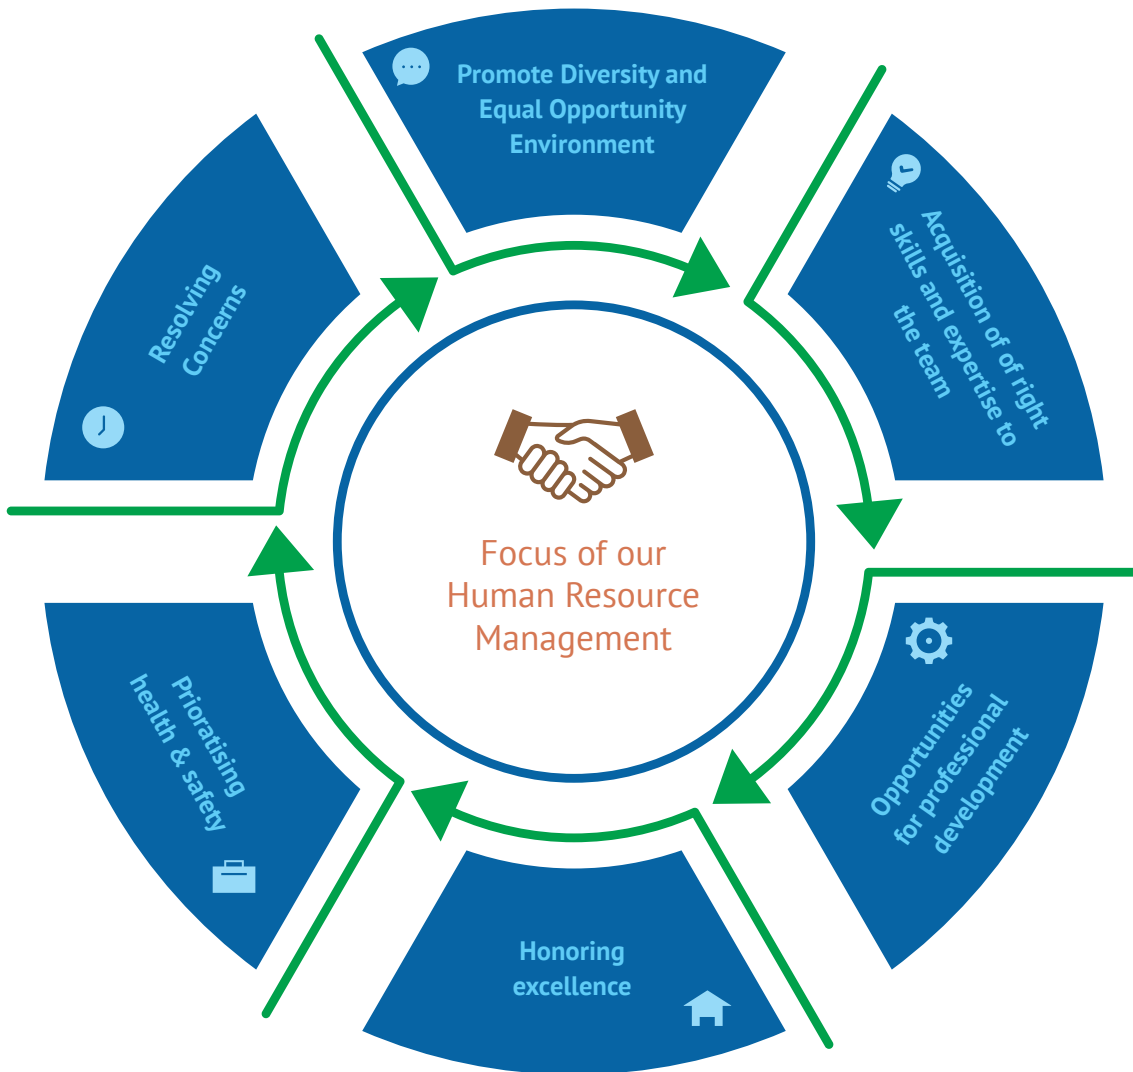 Promote Diversity and
Equal Opportunity
Environment
Acquisition of of right
skills and expertise to
the team
Opportunities
for professional
development
Honoring
excellence
Prioratising
health & safety
Resolving
Concerns
Focus of our
Human Resource
Management